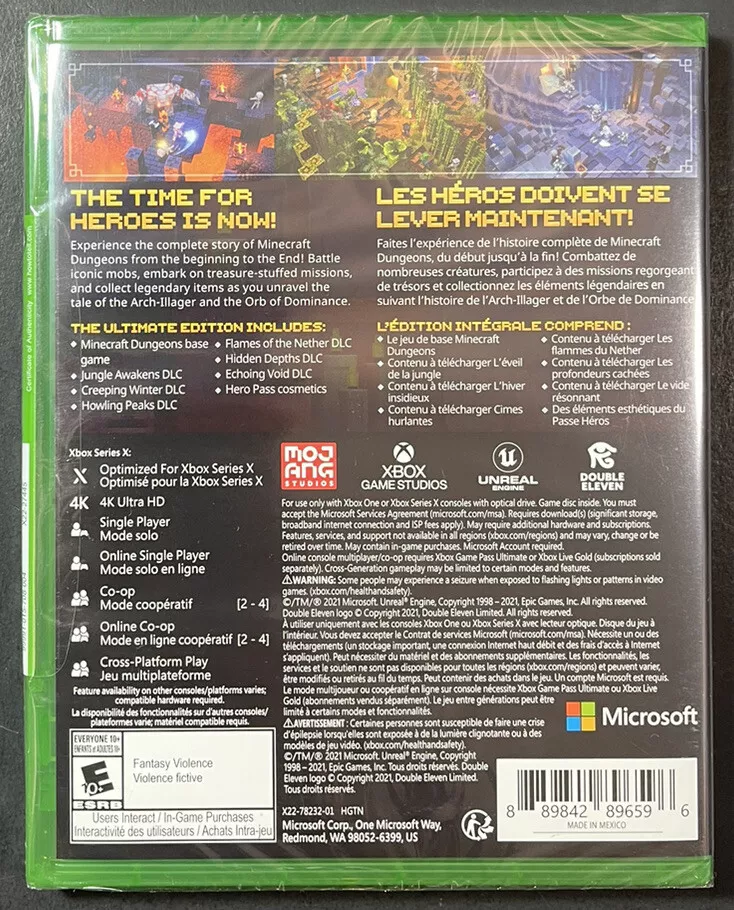 THE TIME FOR
HEROES IS NOW!
Experience the complete story of Minecraft
Dungeons from the beginning to the End! Battle
iconic mobs, embark on treasure-stuffed missions,
and collect legendary items as you unravel the
tale of the Arch-Illager and the Orb of Dominance.
THE ULTIMATE EDITION INCLUDES:
◆ Minecraft Dungeons base
game
◆ Jungle Awakens DLC
◆ Creeping Winter DLC
◆ Howling Peaks DLC
◆ Flames of the Nether DLC
◆ Hidden Depths DLC
◆ Echoing Void DLC
◆ Hero Pass cosmetics
LES HÉROS DOIVENT SE
LEVER MAINTENANT!
Faites l'expérience de l'histoire complète de Minecraft
Dungeons, du début jusqu'à la fin! Combattez de
nombreuses créatures, participez à des missions regorgeant
de trésors et collectionnez les éléments légendaires en
suivant l'histoire de l'Arch-Illager et de l'Orbe de Dominance
L'ÉDITION INTÉGRALE COMPREND :
◆ Le jeu de base Minecraft
Dungeons
◆ Contenu à télécharger L'éveil
de la jungle
◆ Contenu à télécharger L'hiver
insidieux
◆ Contenu à télécharger Cimes
hurlantes
◆ Contenu à télécharger Les
flammes du Nether
◆ Contenu à télécharger Les
profondeurs cachées
◆ Contenu à télécharger Le vide
résonnant
◆ Des éléments esthétiques du
Passe Héros
Certificate of Authenticity www.howtotell.com
X22-27445
Xbox Series X:
X Optimized For Xbox Series X
Optimisé pour la Xbox Series X
4K 4K Ultra HD
Single Player
Mode solo
Online Single Player
Mode solo en ligne
Co-op
Mode coopératif [2 - 4]
Online Co-op
Mode en ligne coopératif [2 - 4]
Cross-Platform Play
Jeu multiplateforme
Feature availability on other consoles/platforms varies;
compatible hardware required.
La disponibilité des fonctionnalités sur d'autres consoles/
plateformes varie; matériel compatible requis.
EVERYONE 10+
ENFANTS et ADULTES 10+
E
10+
ESRB
Fantasy Violence
Violence fictive
Users Interact / In-Game Purchases
Interactivité des utilisateurs / Achats Intra-jeu
MOJ
ANG
STUDIOS
XBOX
GAME STUDIOS
UNREAL
ENGINE
DOUBLE
ELEVEN
For use only with Xbox One or Xbox Series X consoles with optical drive. Game disc inside. You must
accept the Microsoft Services Agreement (microsoft.com/msa). Requires download(s) (significant storage,
broadband internet connection and ISP fees apply). May require additional hardware and subscriptions.
Features, services, and support not available in all regions (xbox.com/regions) and may vary, change or be
retired over time. May contain in-game purchases. Microsoft Account required.
Online console multiplayer/co-op requires Xbox Game Pass Ultimate or Xbox Live Gold (subscriptions sold
separately). Cross-Generation gameplay may be limited to certain modes and features.
⚠WARNING: Some people may experience a seizure when exposed to flashing lights or patterns in video
games. (xbox.com/healthandsafety).
©/TM/® 2021 Microsoft. Unreal® Engine, Copyright 1998 – 2021, Epic Games, Inc. All rights reserved.
Double Eleven logo © Copyright 2021, Double Eleven Limited. All rights reserved.
À utiliser uniquement avec les consoles Xbox One ou Xbox Series X avec lecteur optique. Disque du jeu à
l'intérieur. Vous devez accepter le Contrat de services Microsoft (microsoft.com/msa). Nécessite un ou des
téléchargements (un stockage important, une connexion Internet haut débit et des frais d'accès à Internet
s'appliquent). Peut nécessiter du matériel et des abonnements supplémentaires. Les fonctionnalités, les
services et le soutien ne sont pas disponibles pour toutes les régions (xbox.com/regions) et peuvent varier,
être modifiés ou retirés au fil du temps. Peut contenir des achats dans le jeu. Un compte Microsoft est requis.
Le mode multijoueur ou coopératif en ligne sur console nécessite Xbox Game Pass Ultimate ou Xbox Live
Gold (abonnements vendus séparément). Le jeu entre générations peut être
limité à certains modes et fonctionnalités.
⚠AVERTISSEMENT : Certaines personnes sont susceptible de faire une crise
d'épilepsie lorsqu'elles sont exposée à de la lumière clignotante ou à des
modèles de jeu vidéo. (xbox.com/healthandsafety).
©/TM/® 2021 Microsoft. Unreal® Engine, Copyright
1998 – 2021, Epic Games, Inc. Tous droits réservés. Double
Eleven logo © Copyright 2021, Double Eleven Limited.
Tous droits réservés.
X22-78232-01 HGTN
Microsoft Corp., One Microsoft Way,
Redmond, WA 98052-6399, US
Microsoft
8 89842 89659 6
MADE IN MEXICO